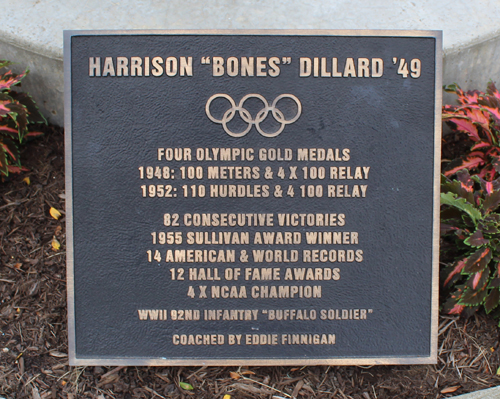 HARRISON "BONES" DILLARD '49
FOUR OLYMPIC GOLD MEDALS
1948: 100 METERS & 4 X 100 RELAY
1952: 110 HURDLES & 4 100 RELAY
82 CONSECUTIVE VICTORIES
1955 SULLIVAN AWARD WINNER
14 AMERICAN & WORLD RECORDS
12 HALL OF FAME AWARDS
4 X NCAA CHAMPION
WWII 92ND INFANTRY "BUFFALO SOLDIER"
COACHED BY EDDIE FINNIGAN